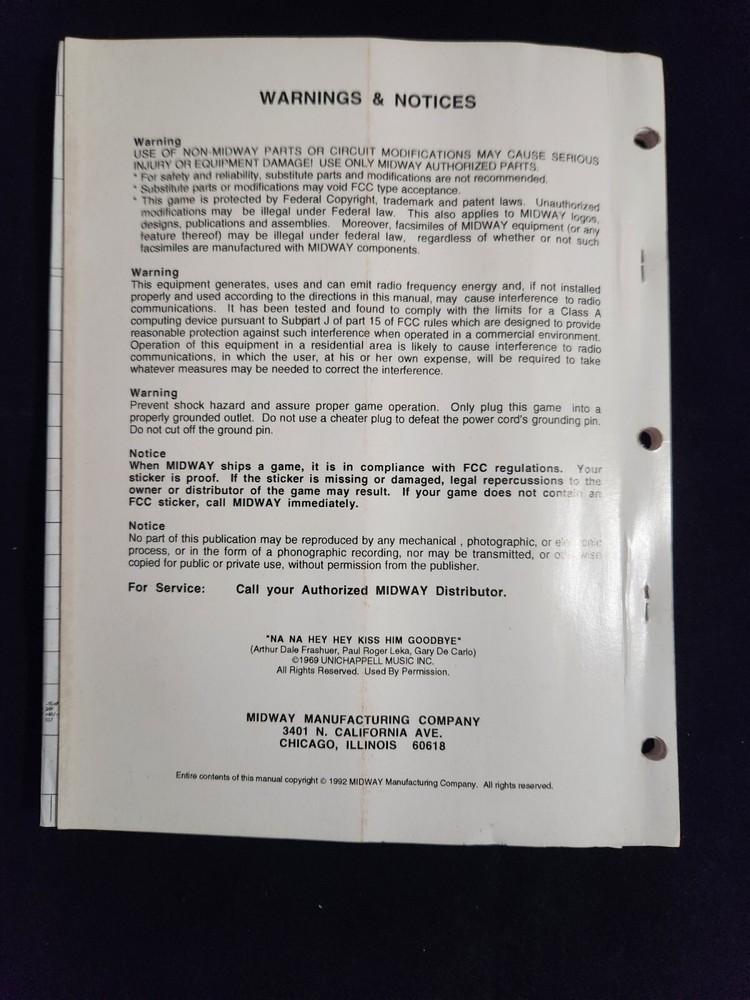 WARNINGS & NOTICES
Warning
USE OF NON-MIDWAY PARTS OR CIRCUIT MODIFICATIONS MAY CAUSE SERIOUS
INJURY OR EQUIPMENT DAMAGE! USE ONLY MIDWAY AUTHORIZED PARTS.
* For safety and reliability, substitute parts and modifications are not recommended.
* Substitute parts or modifications may void FCC type acceptance.
* This game is protected by Federal Copyright, trademark and patent laws. Unauthorized
modifications may be illegal under Federal law. This also applies to MIDWAY logos,
designs, publications and assemblies. Moreover, facsimiles of MIDWAY equipment (or any
feature thereof) may be illegal under federal law, regardless of whether or not such
facsimiles are manufactured with MIDWAY components.
Warning
This equipment generates, uses and can emit radio frequency energy and, if not installed
properly and used according to the directions in this manual, may cause interference to radio
communications. It has been tested and found to comply with the limits for a Class A
computing device pursuant to Subpart J of part 15 of FCC rules which are designed to provide
reasonable protection against such interference when operated in a commercial environment.
Operation of this equipment in a residential area is likely to cause interference to radio
communications, in which the user, at his or her own expense, will be required to take
whatever measures may be needed to correct the interference.
Warning
Prevent shock hazard and assure proper game operation. Only plug this game into a
properly grounded outlet. Do not use a cheater plug to defeat the power cord's grounding pin.
Do not cut off the ground pin.
Notice
When MIDWAY ships a game, it is in compliance with FCC regulations. Your
sticker is proof. If the sticker is missing or damaged, legal repercussions to the
owner or distributor of the game may result. If your game does not contain an
FCC sticker, call MIDWAY immediately.
Notice
No part of this publication may be reproduced by any mechanical , photographic, or
process, or in the form of a phonographic recording, nor may be transmitted, or
copied for public or private use, without permission from the publisher.
For Service: Call your Authorized MIDWAY Distributor.
"NA NA HEY HEY KISS HIM GOODBYE"
(Arthur Dale Frashuer, Paul Roger Leka, Gary De Carlo)
©1969 UNICHAPPELL MUSIC INC.
All Rights Reserved. Used By Permission.
MIDWAY MANUFACTURING COMPANY
3401 N. CALIFORNIA AVE.
CHICAGO, ILLINOIS 60618
Entire contents of this manual copyright © 1992 MIDWAY Manufacturing Company. All rights reserved.